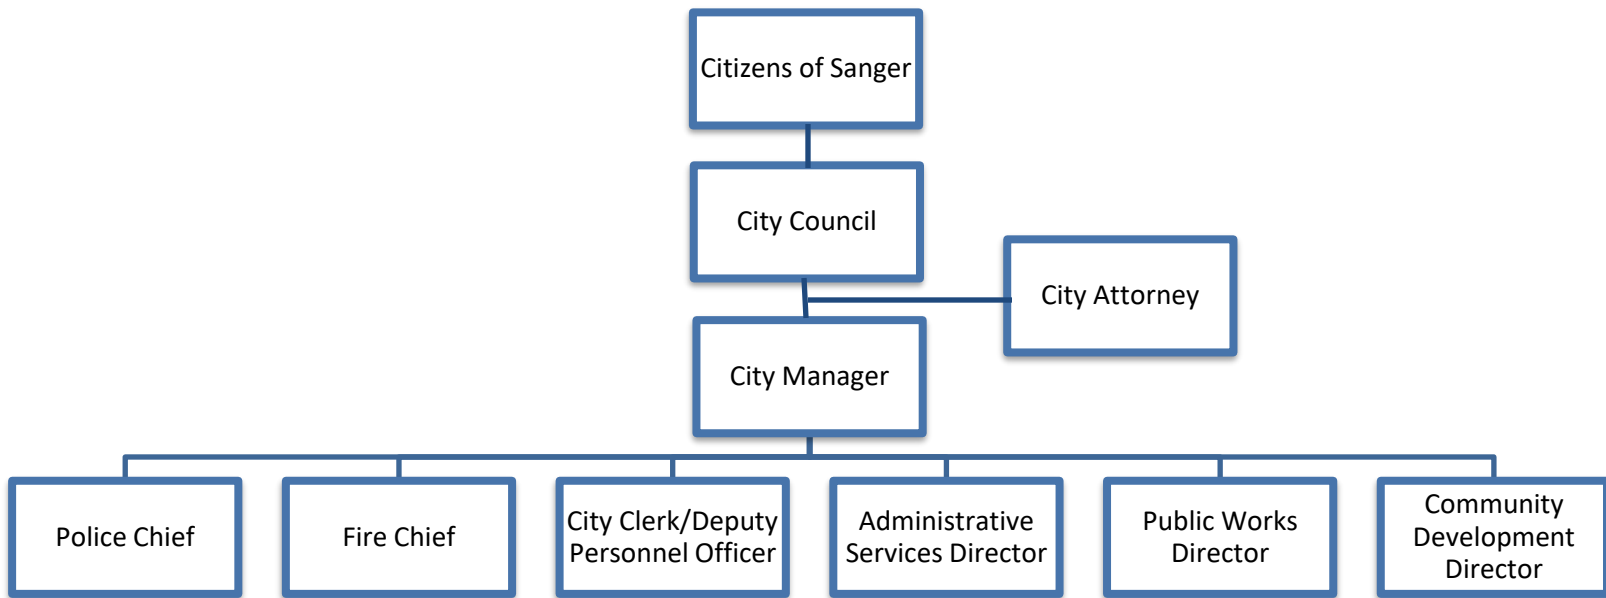 Citizens of Sanger
City Council
City Attorney
City Manager
Police Chief
Fire Chief
City Clerk/Deputy
Personnel Officer
Administrative
Services Director
Public Works
Director
Community
Development
Director